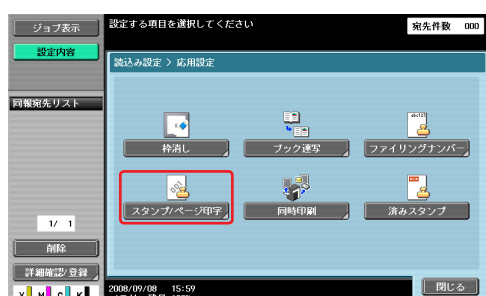 ジョブ表示
設定する項目を選択してください
宛先件数 000
設定内容
読込み設定 > 応用設定
同報宛先リスト
枠消し
ブック連写
ファイリングナンバー
スタンプ/ページ印字
同時印刷
済みスタンプ
1/ 1
削除
詳細確認/登録
2008/09/08 15:59
閉じる
Y M C K